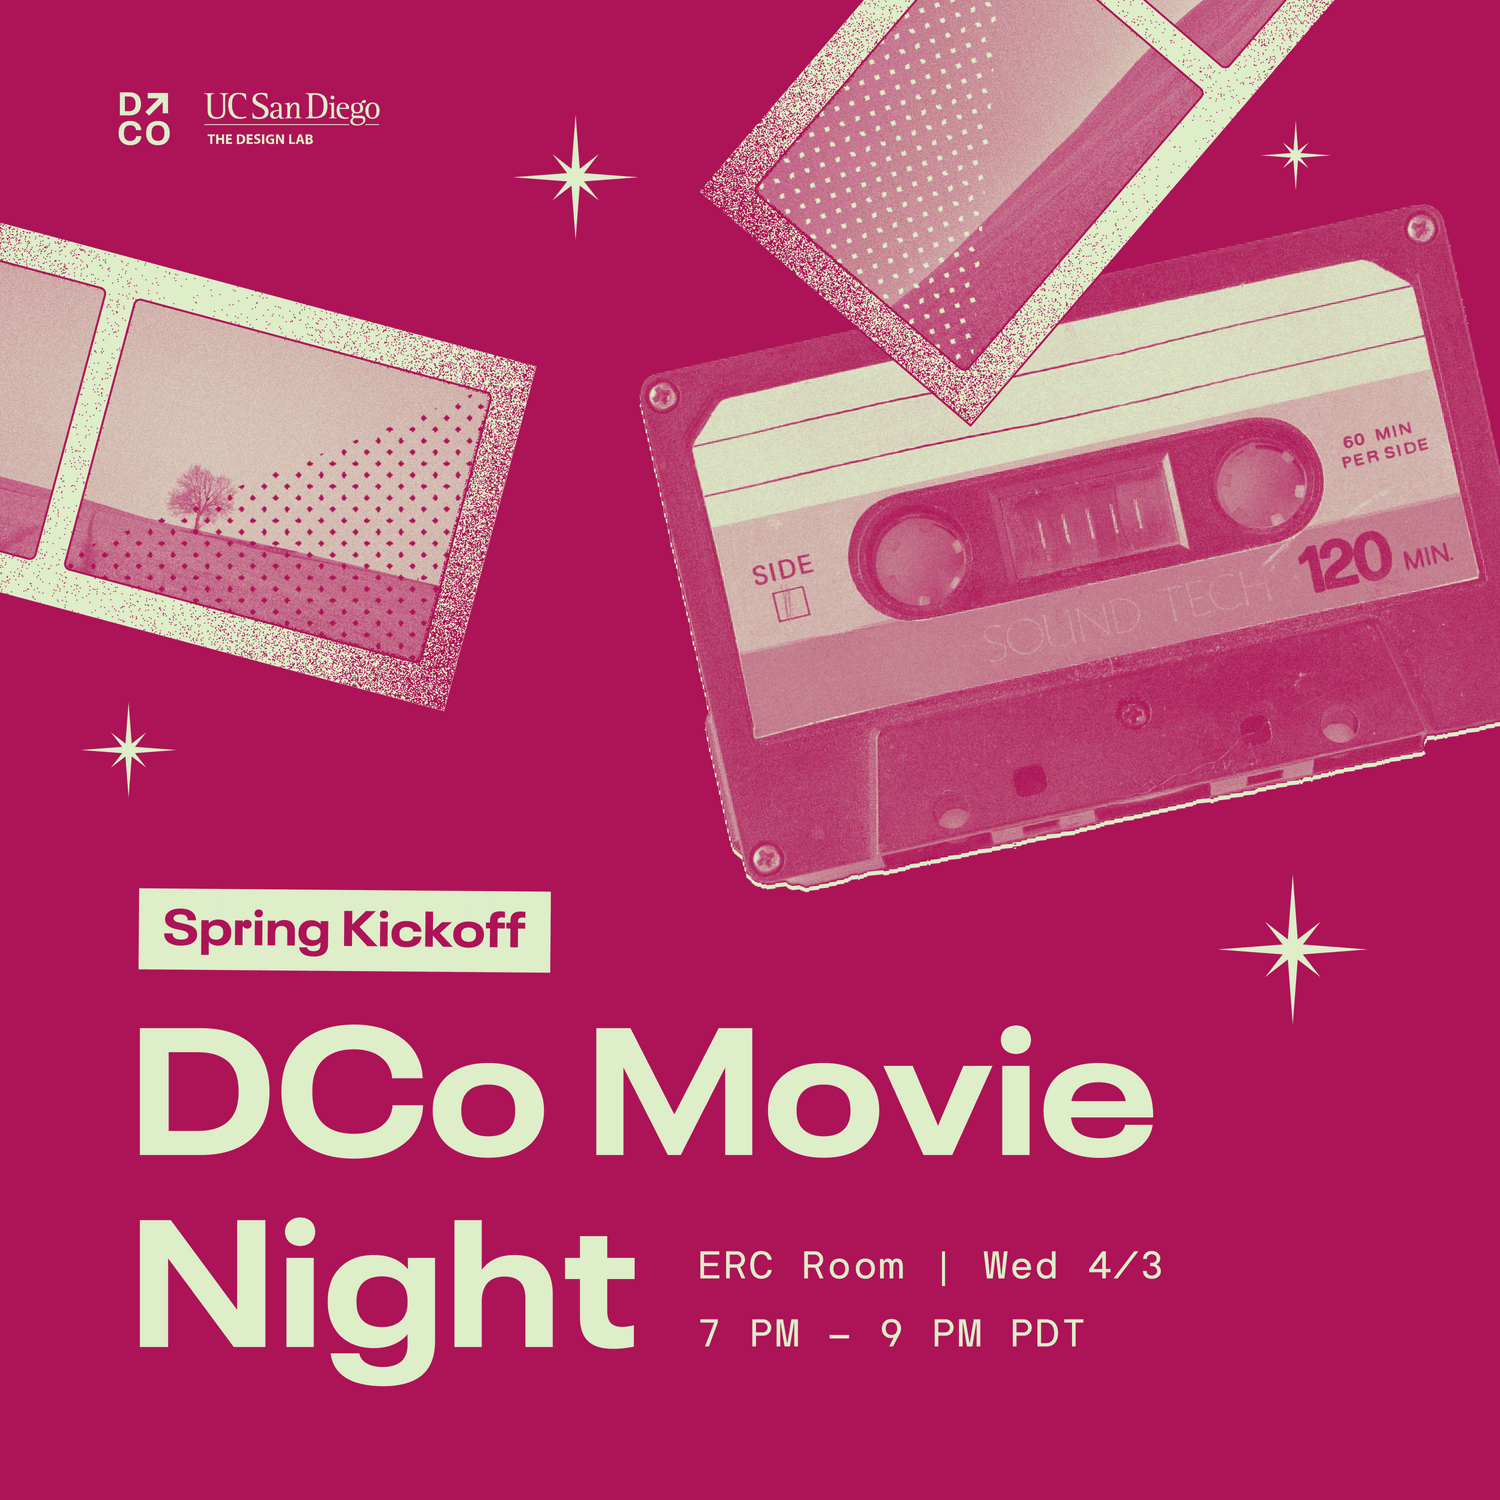 D↗
CO
UC San Diego
THE DESIGN LAB
60 MIN
PER SIDE
SIDE
120 MIN.
SOUND TECH
Spring Kickoff
DCo Movie
Night
ERC Room | Wed 4/3
7 PM – 9 PM PDT